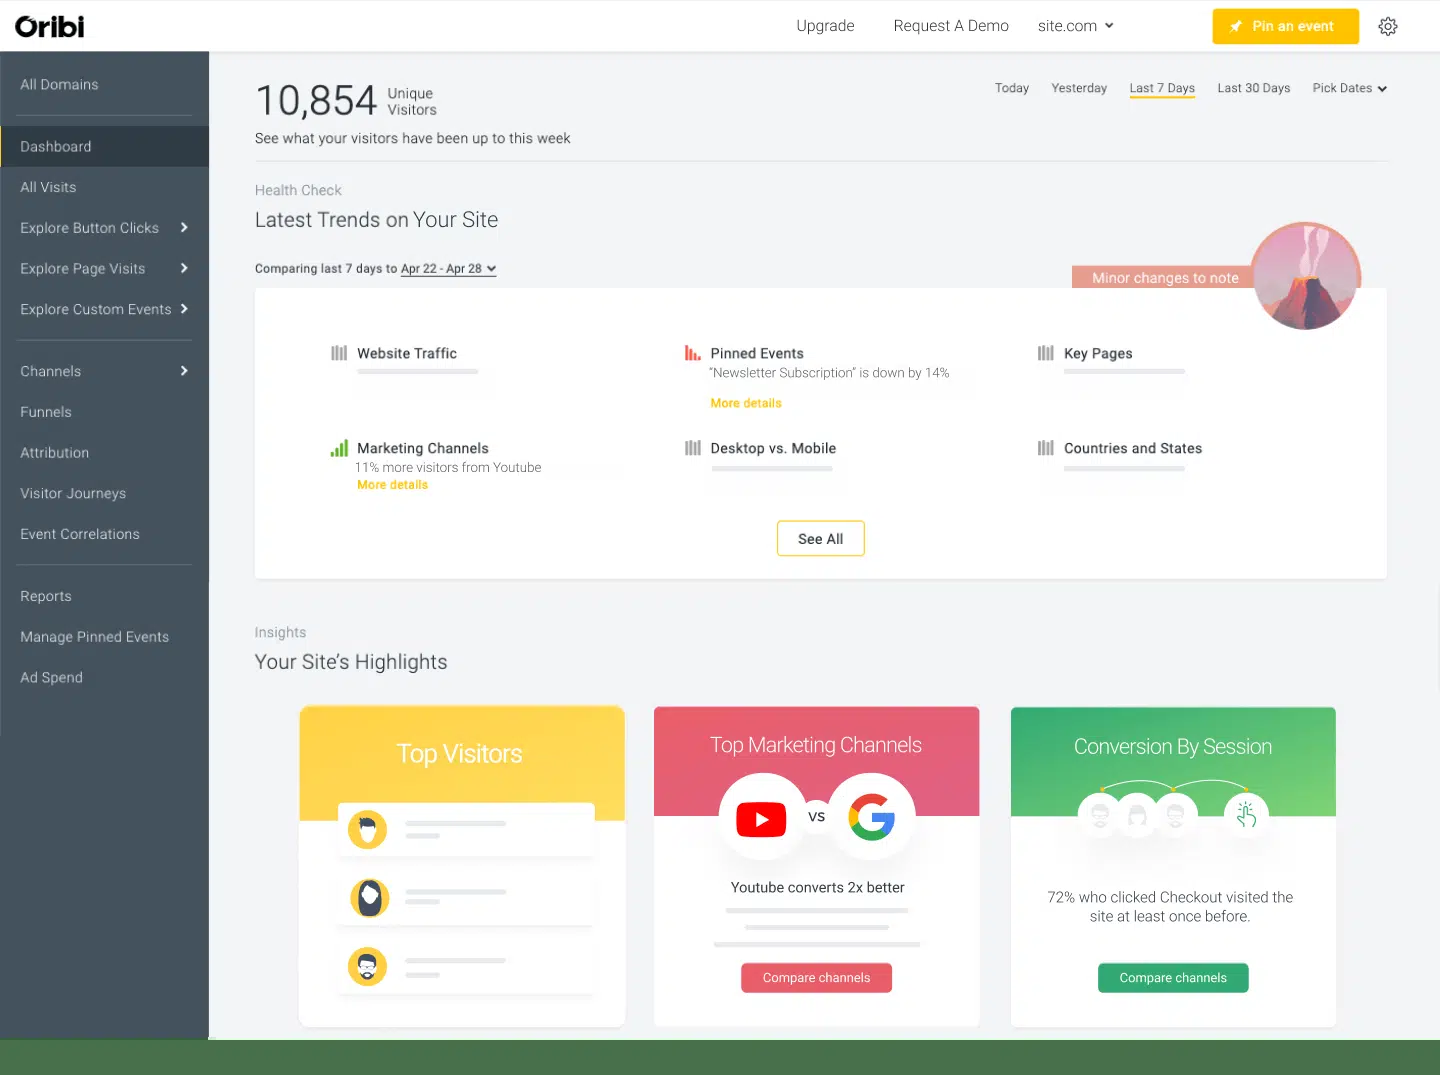 Oribi
Upgrade
Request A Demo
site.com
Pin an event
All Domains
Dashboard
All Visits
Explore Button Clicks
Explore Page Visits
Explore Custom Events
Channels
Funnels
Attribution
Visitor Journeys
Event Correlations
Reports
Manage Pinned Events
Ad Spend
10,854 Unique
Visitors
See what your visitors have been up to this week
Today
Yesterday
Last 7 Days
Last 30 Days
Pick Dates
Health Check
Latest Trends on Your Site
Comparing last 7 days to Apr 22 - Apr 28
Minor changes to note
Website Traffic
Pinned Events
“Newsletter Subscription” is down by 14%
More details
Key Pages
Marketing Channels
11% more visitors from Youtube
More details
Desktop vs. Mobile
Countries and States
See All
Insights
Your Site’s Highlights
Top Visitors
Top Marketing Channels
VS
Youtube converts 2x better
Compare channels
Conversion By Session
72% who clicked Checkout visited the
site at least once before.
Compare channels